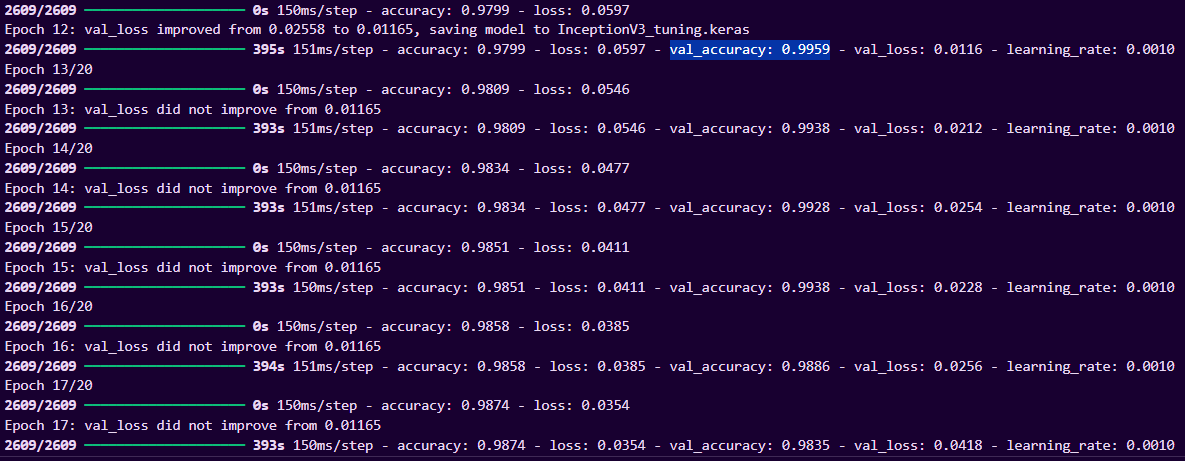 2609/2609 ━━━━━━━━━━━━━━━━━━━━ 0s 150ms/step - accuracy: 0.9799 - loss: 0.0597
Epoch 12: val_loss improved from 0.02558 to 0.01165, saving model to InceptionV3_tuning.keras
2609/2609 ━━━━━━━━━━━━━━━━━━━━ 395s 151ms/step - accuracy: 0.9799 - loss: 0.0597 - val_accuracy: 0.9959 - val_loss: 0.0116 - learning_rate: 0.0010
Epoch 13/20
2609/2609 ━━━━━━━━━━━━━━━━━━━━ 0s 150ms/step - accuracy: 0.9809 - loss: 0.0546
Epoch 13: val_loss did not improve from 0.01165
2609/2609 ━━━━━━━━━━━━━━━━━━━━ 393s 151ms/step - accuracy: 0.9809 - loss: 0.0546 - val_accuracy: 0.9938 - val_loss: 0.0212 - learning_rate: 0.0010
Epoch 14/20
2609/2609 ━━━━━━━━━━━━━━━━━━━━ 0s 150ms/step - accuracy: 0.9834 - loss: 0.0477
Epoch 14: val_loss did not improve from 0.01165
2609/2609 ━━━━━━━━━━━━━━━━━━━━ 393s 151ms/step - accuracy: 0.9834 - loss: 0.0477 - val_accuracy: 0.9928 - val_loss: 0.0254 - learning_rate: 0.0010
Epoch 15/20
2609/2609 ━━━━━━━━━━━━━━━━━━━━ 0s 150ms/step - accuracy: 0.9851 - loss: 0.0411
Epoch 15: val_loss did not improve from 0.01165
2609/2609 ━━━━━━━━━━━━━━━━━━━━ 393s 150ms/step - accuracy: 0.9851 - loss: 0.0411 - val_accuracy: 0.9938 - val_loss: 0.0228 - learning_rate: 0.0010
Epoch 16/20
2609/2609 ━━━━━━━━━━━━━━━━━━━━ 0s 150ms/step - accuracy: 0.9858 - loss: 0.0385
Epoch 16: val_loss did not improve from 0.01165
2609/2609 ━━━━━━━━━━━━━━━━━━━━ 394s 151ms/step - accuracy: 0.9858 - loss: 0.0385 - val_accuracy: 0.9886 - val_loss: 0.0256 - learning_rate: 0.0010
Epoch 17/20
2609/2609 ━━━━━━━━━━━━━━━━━━━━ 0s 150ms/step - accuracy: 0.9874 - loss: 0.0354
Epoch 17: val_loss did not improve from 0.01165
2609/2609 ━━━━━━━━━━━━━━━━━━━━ 393s 150ms/step - accuracy: 0.9874 - loss: 0.0354 - val_accuracy: 0.9835 - val_loss: 0.0418 - learning_rate: 0.0010